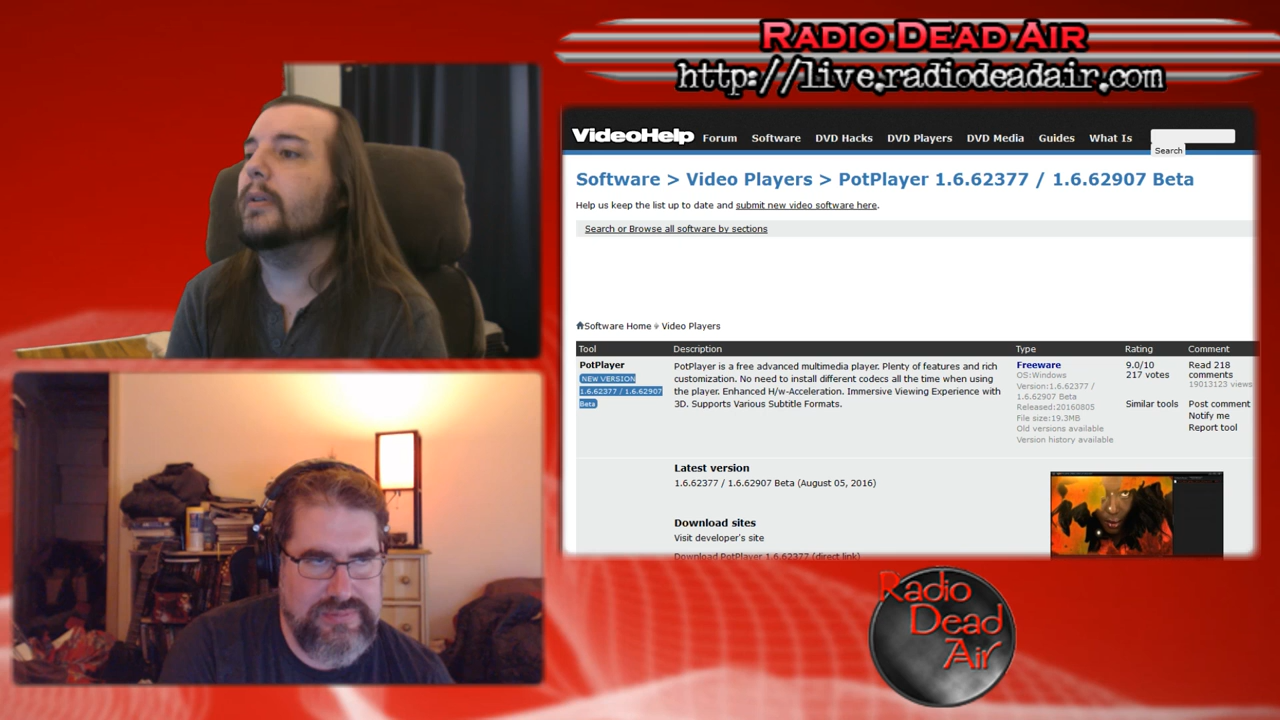 Radio Dead Air
http://live.radiodeadair.com
VideoHelp Forum Software DVD Hacks DVD Players DVD Media Guides What Is
Search
Software > Video Players > PotPlayer 1.6.62377 / 1.6.62907 Beta
Help us keep the list up to date and submit new video software here.
Search or Browse all software by sections
Software Home Video Players
Tool Description Type Rating Comment
PotPlayer
NEW VERSION
1.6.62377 / 1.6.62907
Beta
PotPlayer is a free advanced multimedia player. Plenty of features and rich
customization. No need to install different codecs all the time when using
the player. Enhanced H/w-Acceleration. Immersive Viewing Experience with
3D. Supports Various Subtitle Formats.
Freeware
OS:Windows
Version:1.6.62377 /
1.6.62907 Beta
Released:20160805
File size:19.3MB
Old versions available
Version history available
9.0/10
217 votes
Similar tools
Read 218
comments
19013123 views
Post comment
Notify me
Report tool
Latest version
1.6.62377 / 1.6.62907 Beta (August 05, 2016)
Download sites
Visit developer's site
Download PotPlayer 1.6.62377 (direct link)
Radio
Dead
Air